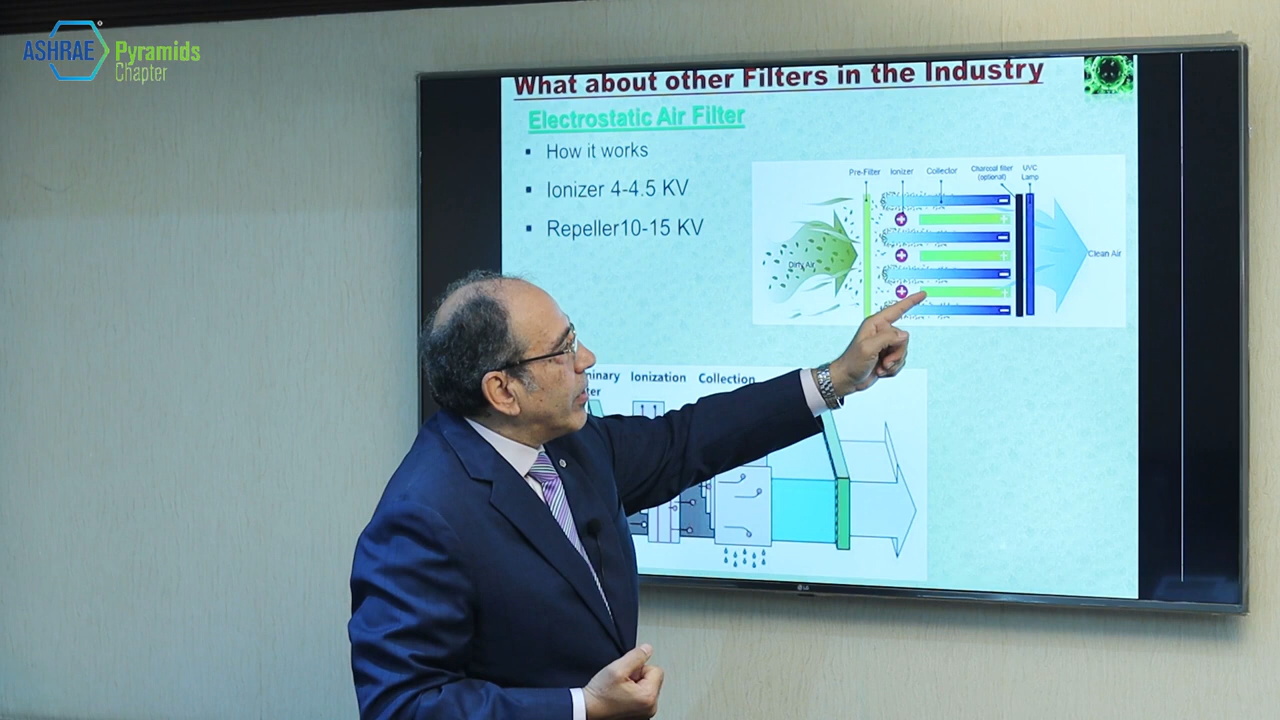 ASHRAE Pyramids
Chapter
What about other Filters in the Industry
Electrostatic Air Filter
▪ How it works
▪ Ionizer 4-4.5 KV
▪ Repeller10-15 KV
Pre-Filter Ionizer Collector Charcoal filter (optional) UVC Lamp
Dirty Air
Clean Air
Ionization Collection
LG